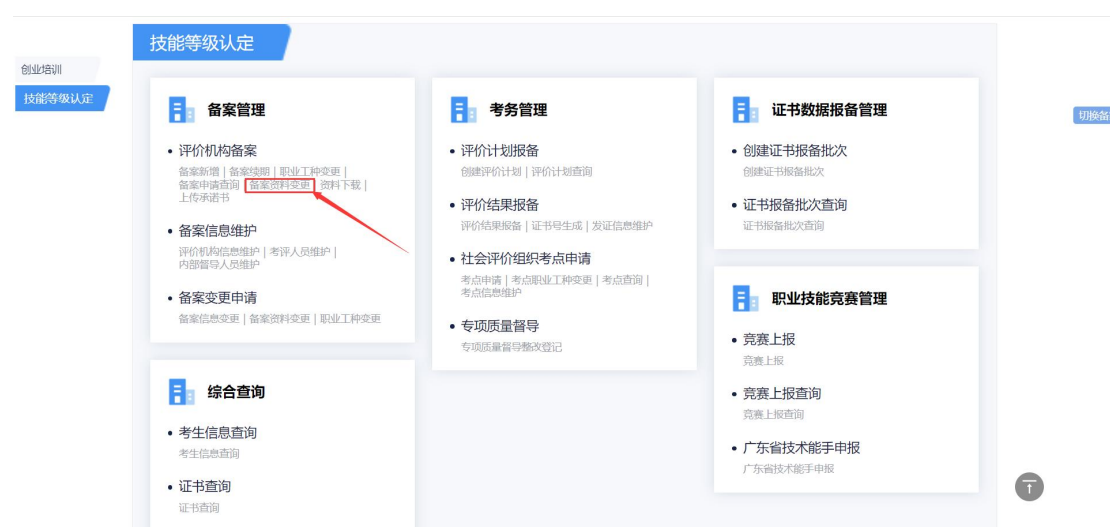 技能等级认定
创业培训
技能等级认定
切换备
备案管理
• 评价机构备案
备案新增 | 备案续期 | 职业工种变更 |
备案申请查询 | 备案资料变更 | 资料下载 |
上传承诺书
• 备案信息维护
评价机构信息维护 | 考评人员维护 |
内部督导人员维护
• 备案变更申请
备案信息变更 | 备案资料变更 | 职业工种变更
综合查询
• 考生信息查询
考生信息查询
• 证书查询
证书查询
考务管理
• 评价计划报备
创建评价计划 | 评价计划查询
• 评价结果报备
评价结果报备 | 证书号生成 | 发证信息维护
• 社会评价组织考点申请
考点申请 | 考点职业工种变更 | 考点查询 |
考点信息维护
• 专项质量督导
专项质量督导整改登记
证书数据报备管理
• 创建证书报备批次
创建证书报备批次
• 证书报备批次查询
证书报备批次查询
职业技能竞赛管理
• 竞赛上报
竞赛上报
• 竞赛上报查询
竞赛上报查询
• 广东省技术能手申报
广东省技术能手申报